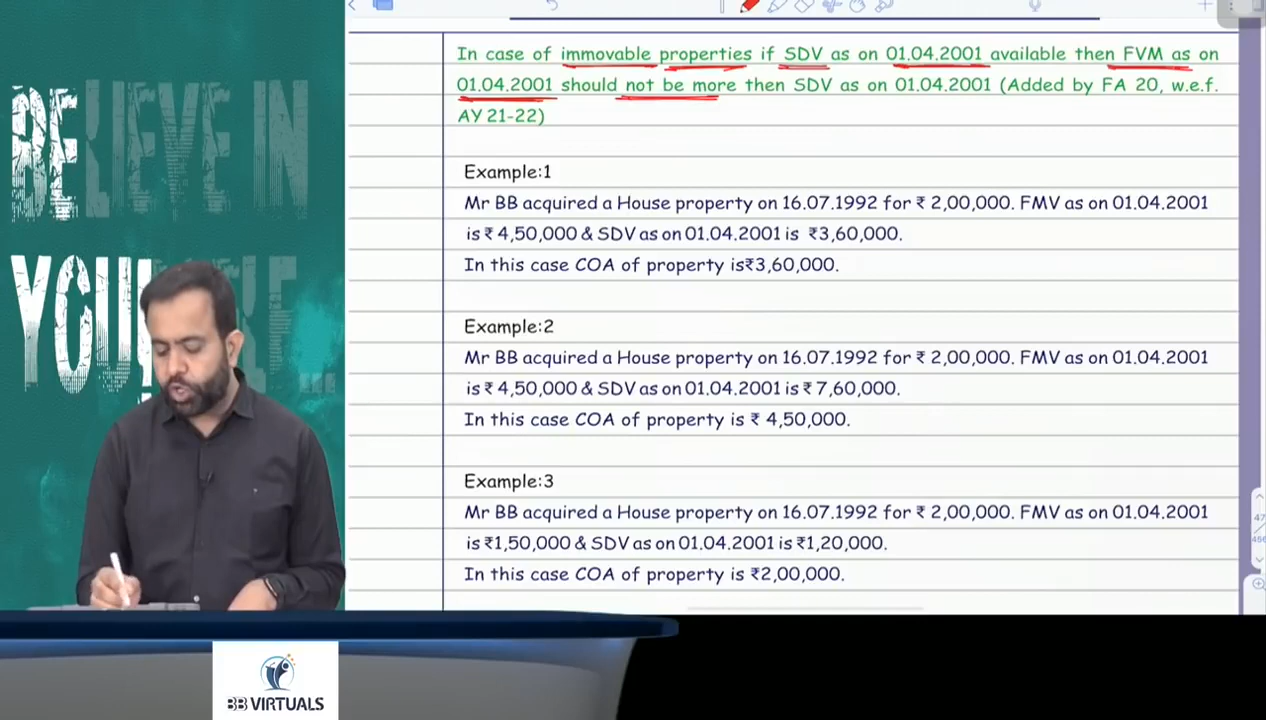 BELIEVE IN
YOU
In case of immovable properties if SDV as on 01.04.2001 available then FVM as on
01.04.2001 should not be more then SDV as on 01.04.2001 (Added by FA 20, w.e.f.
AY 21-22)
Example:1
Mr BB acquired a House property on 16.07.1992 for ₹ 2,00,000. FMV as on 01.04.2001
is ₹ 4,50,000 & SDV as on 01.04.2001 is ₹3,60,000.
In this case COA of property is₹3,60,000.
Example:2
Mr BB acquired a House property on 16.07.1992 for ₹ 2,00,000. FMV as on 01.04.2001
is ₹ 4,50,000 & SDV as on 01.04.2001 is ₹ 7,60,000.
In this case COA of property is ₹ 4,50,000.
Example:3
Mr BB acquired a House property on 16.07.1992 for ₹ 2,00,000. FMV as on 01.04.2001
is ₹1,50,000 & SDV as on 01.04.2001 is ₹1,20,000.
In this case COA of property is ₹2,00,000.
47
456
BB VIRTUALS